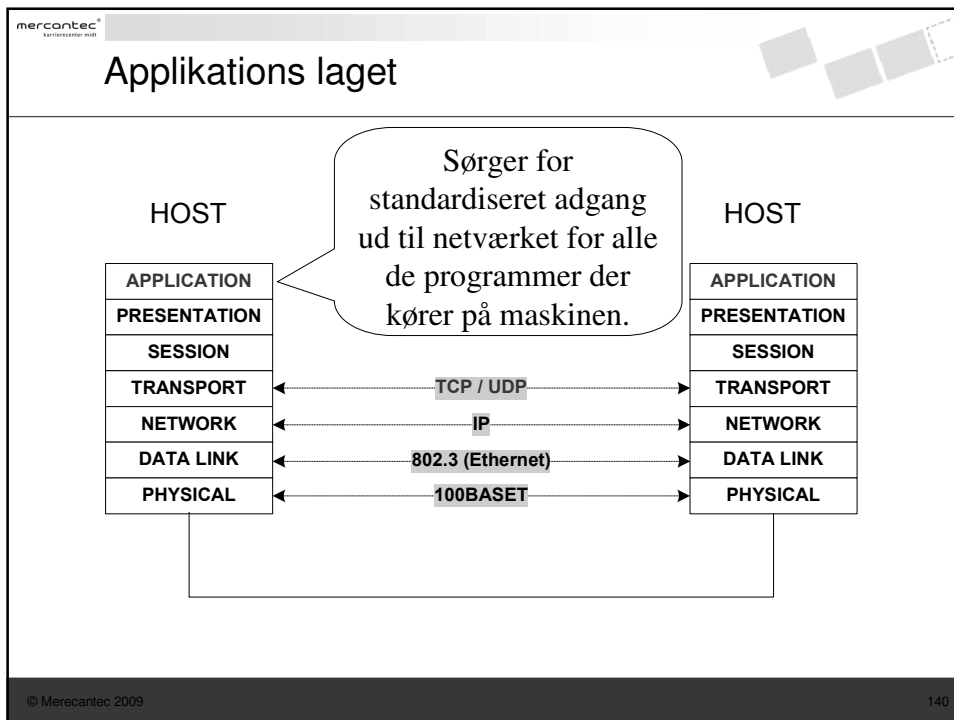 mercantec+
karrierecenter midt
Applikations laget
Sørger for
standardiseret adgang
ud til netværket for alle
de programmer der
kører på maskinen.
HOST
HOST
APPLICATION
PRESENTATION
SESSION
TRANSPORT
NETWORK
DATA LINK
PHYSICAL
TCP / UDP
IP
802.3 (Ethernet)
100BASET
APPLICATION
PRESENTATION
SESSION
TRANSPORT
NETWORK
DATA LINK
PHYSICAL
© Merecantec 2009
140